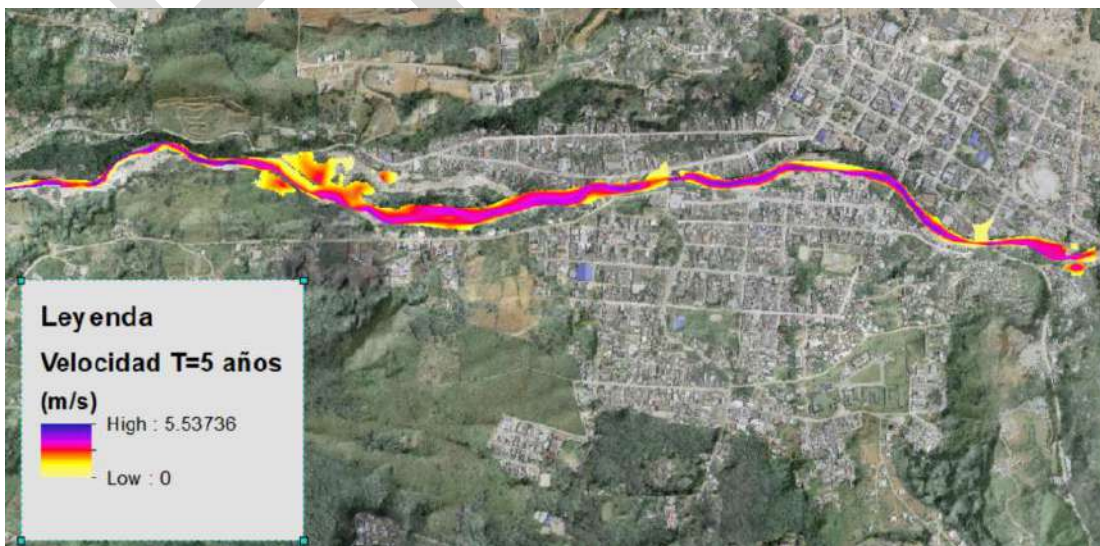 Leyenda
Velocidad T=5 años
(m/s)
High : 5.53736
Low : 0